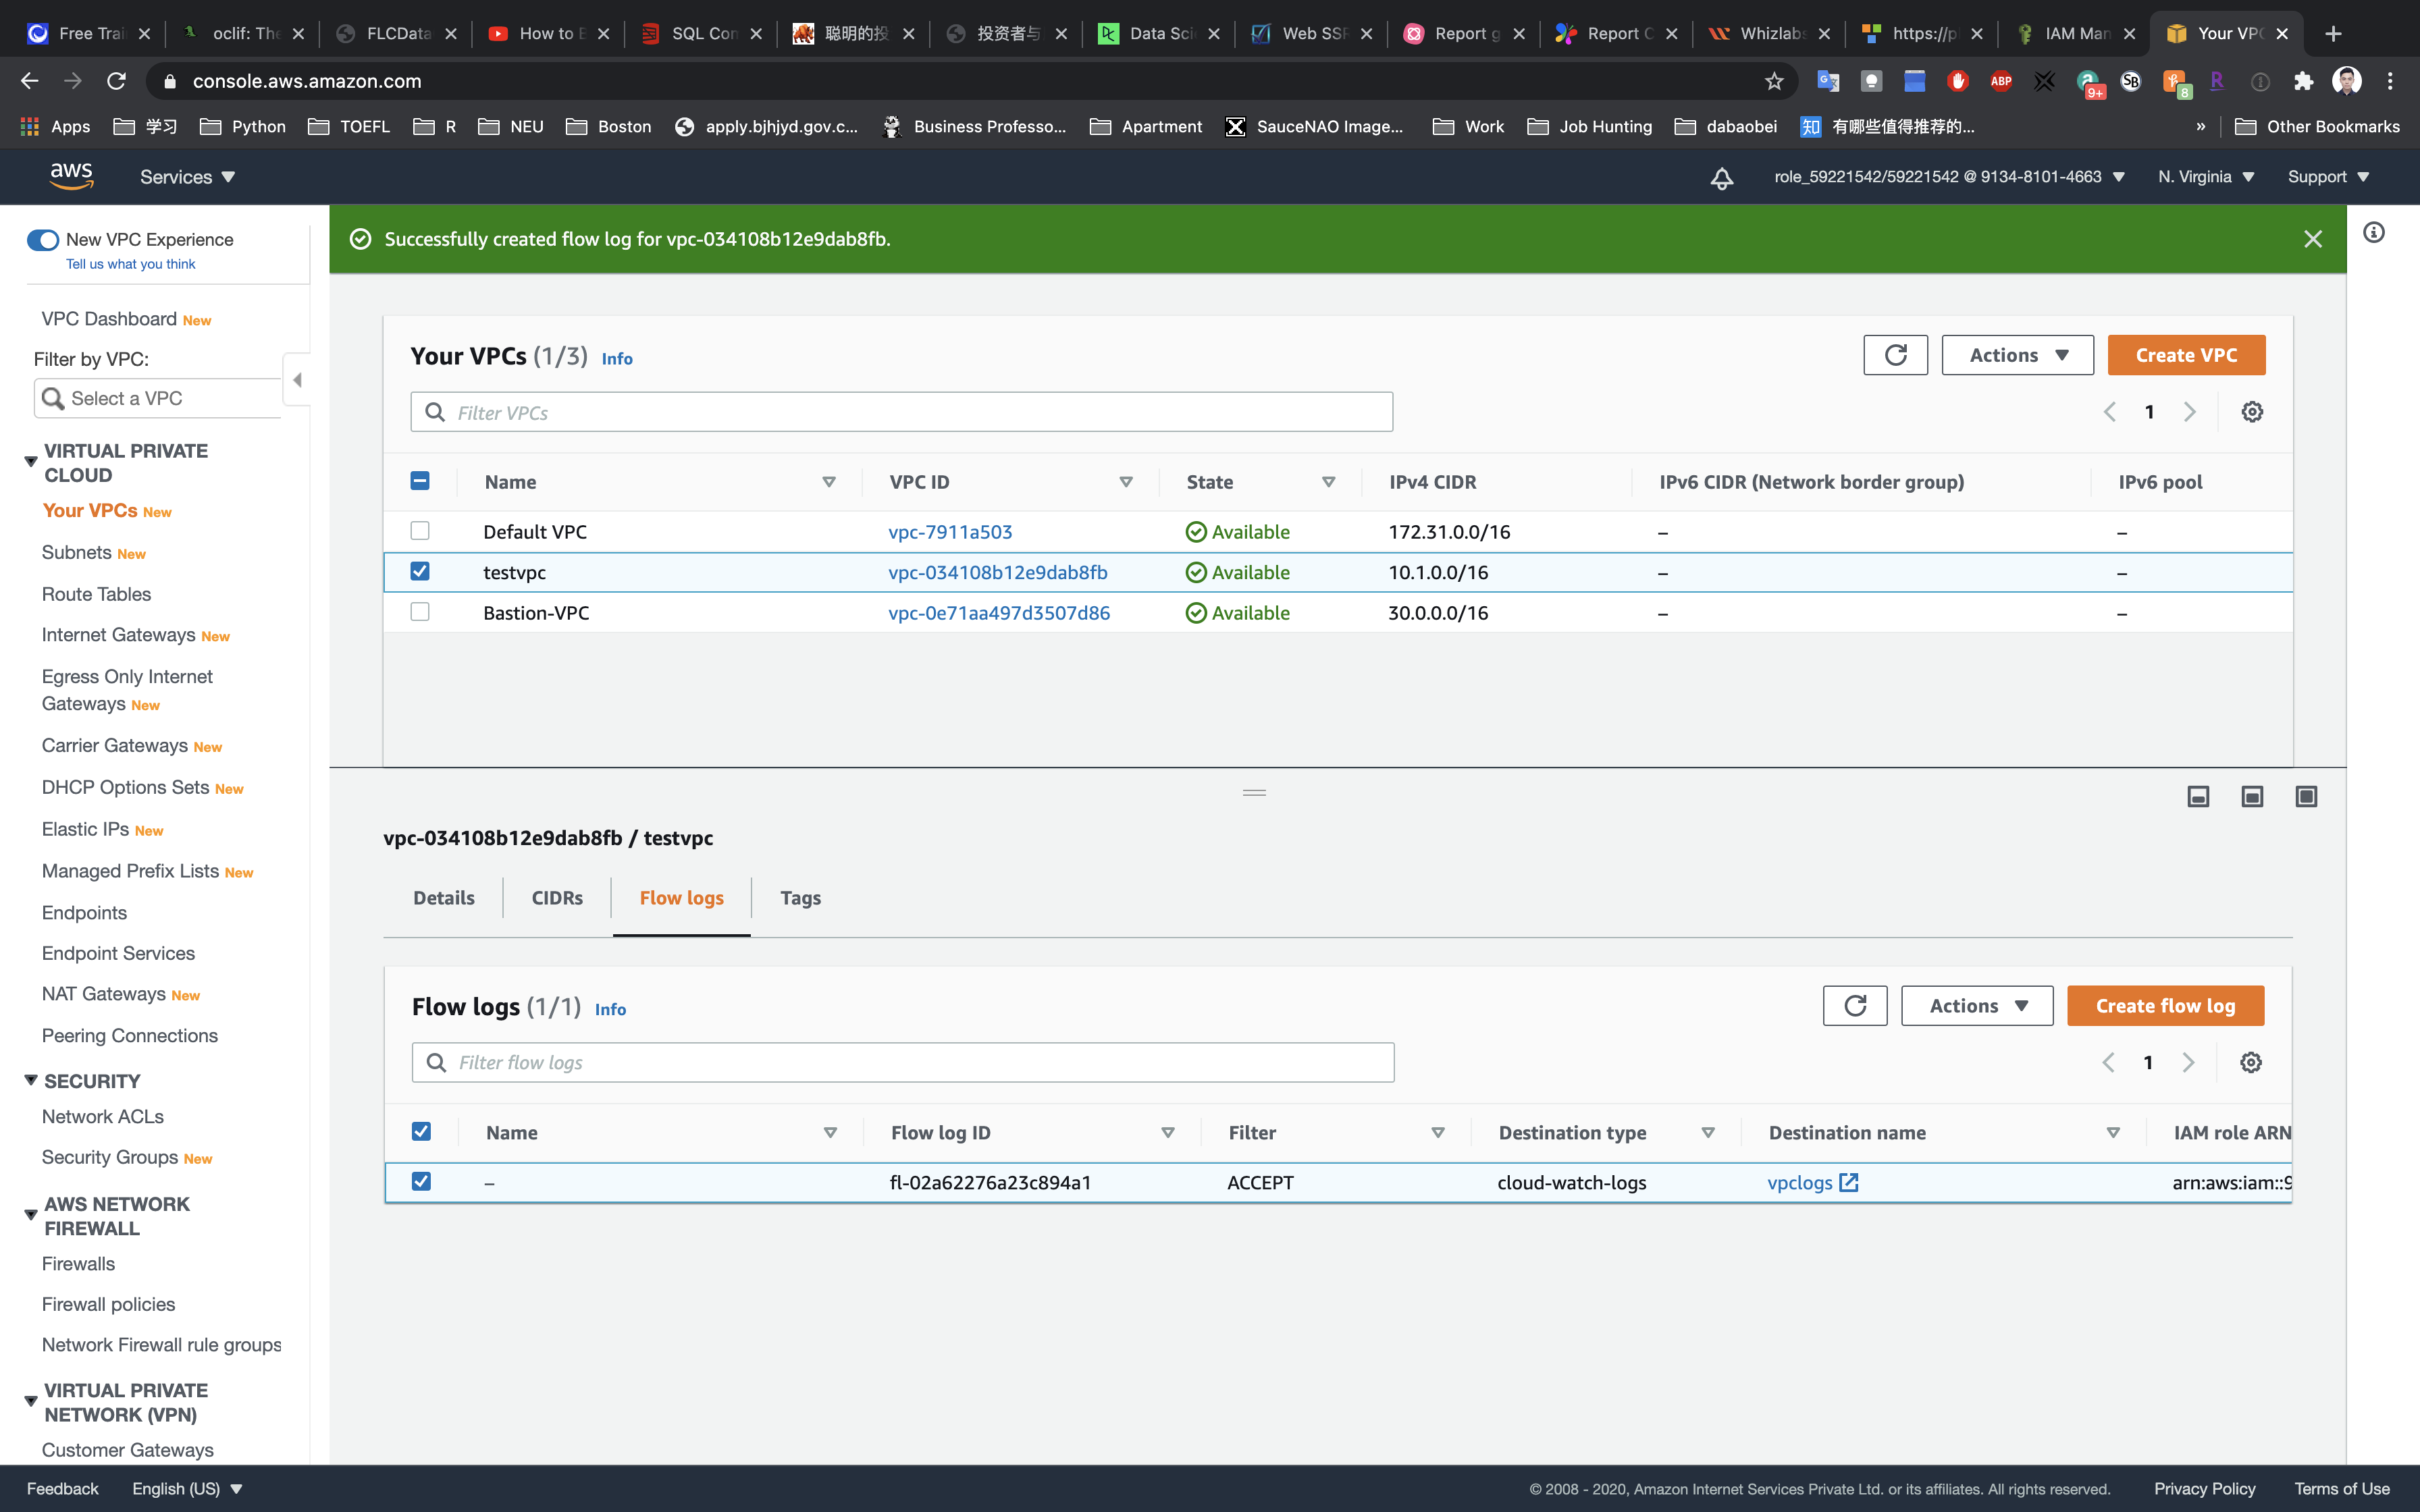 Free Trai
oclif: The
FLCData
How to B
SQL Con
聪明的投
投资者与
Data Scie
Web SSR
Report g
Report C
Whizlabs
https://p
IAM Man
Your VPC
console.aws.amazon.com
ABP
9+
SB
8
R
Apps
学习
Python
TOEFL
R
NEU
Boston
apply.bjhjyd.gov.c...
Business Professo...
Apartment
SauceNAO Image...
Work
Job Hunting
dabaobei
知 有哪些值得推荐的...
»
Other Bookmarks
aws
Services
role_59221542/59221542 @ 9134-8101-4663
N. Virginia
Support
New VPC Experience
Tell us what you think
VPC Dashboard New
Filter by VPC:
Select a VPC
VIRTUAL PRIVATE
CLOUD
Your VPCs New
Subnets New
Route Tables
Internet Gateways New
Egress Only Internet
Gateways New
Carrier Gateways New
DHCP Options Sets New
Elastic IPs New
Managed Prefix Lists New
Endpoints
Endpoint Services
NAT Gateways New
Peering Connections
SECURITY
Network ACLs
Security Groups New
AWS NETWORK
FIREWALL
Firewalls
Firewall policies
Network Firewall rule groups
VIRTUAL PRIVATE
NETWORK (VPN)
Customer Gateways
Successfully created flow log for vpc-034108b12e9dab8fb.
Your VPCs (1/3) Info
Actions
Create VPC
Filter VPCs
1
Name VPC ID State IPv4 CIDR IPv6 CIDR (Network border group) IPv6 pool
Default VPC vpc-7911a503 Available 172.31.0.0/16 – –
testvpc vpc-034108b12e9dab8fb Available 10.1.0.0/16 – –
Bastion-VPC vpc-0e71aa497d3507d86 Available 30.0.0.0/16 – –
vpc-034108b12e9dab8fb / testvpc
Details
CIDRs
Flow logs
Tags
Flow logs (1/1) Info
Actions
Create flow log
Filter flow logs
1
Name Flow log ID Filter Destination type Destination name IAM role ARN
– fl-02a62276a23c894a1 ACCEPT cloud-watch-logs vpclogs arn:aws:iam::9
Feedback
English (US)
© 2008 - 2020, Amazon Internet Services Private Ltd. or its affiliates. All rights reserved.
Privacy Policy
Terms of Use